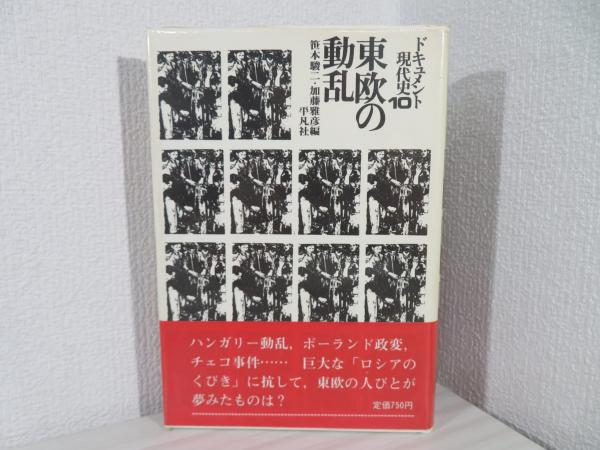 ドキュメント
現代史10
東欧の
動乱
笹本駿二・加藤雅彦編
平凡社
ハンガリー動乱，ポーランド政変，
チェコ事件…… 巨大な「ロシアの
くびき」に抗して，東欧の人びとが
夢みたものは？
定価750円